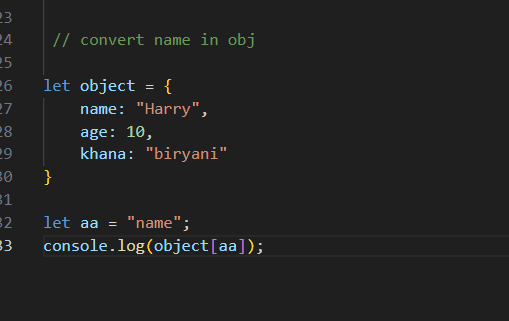 23
24 // convert name in obj
25
26 let object = {
27 name: "Harry",
28 age: 10,
29 khana: "biryani"
30 }
31
32 let aa = "name";
33 console.log(object[aa]);